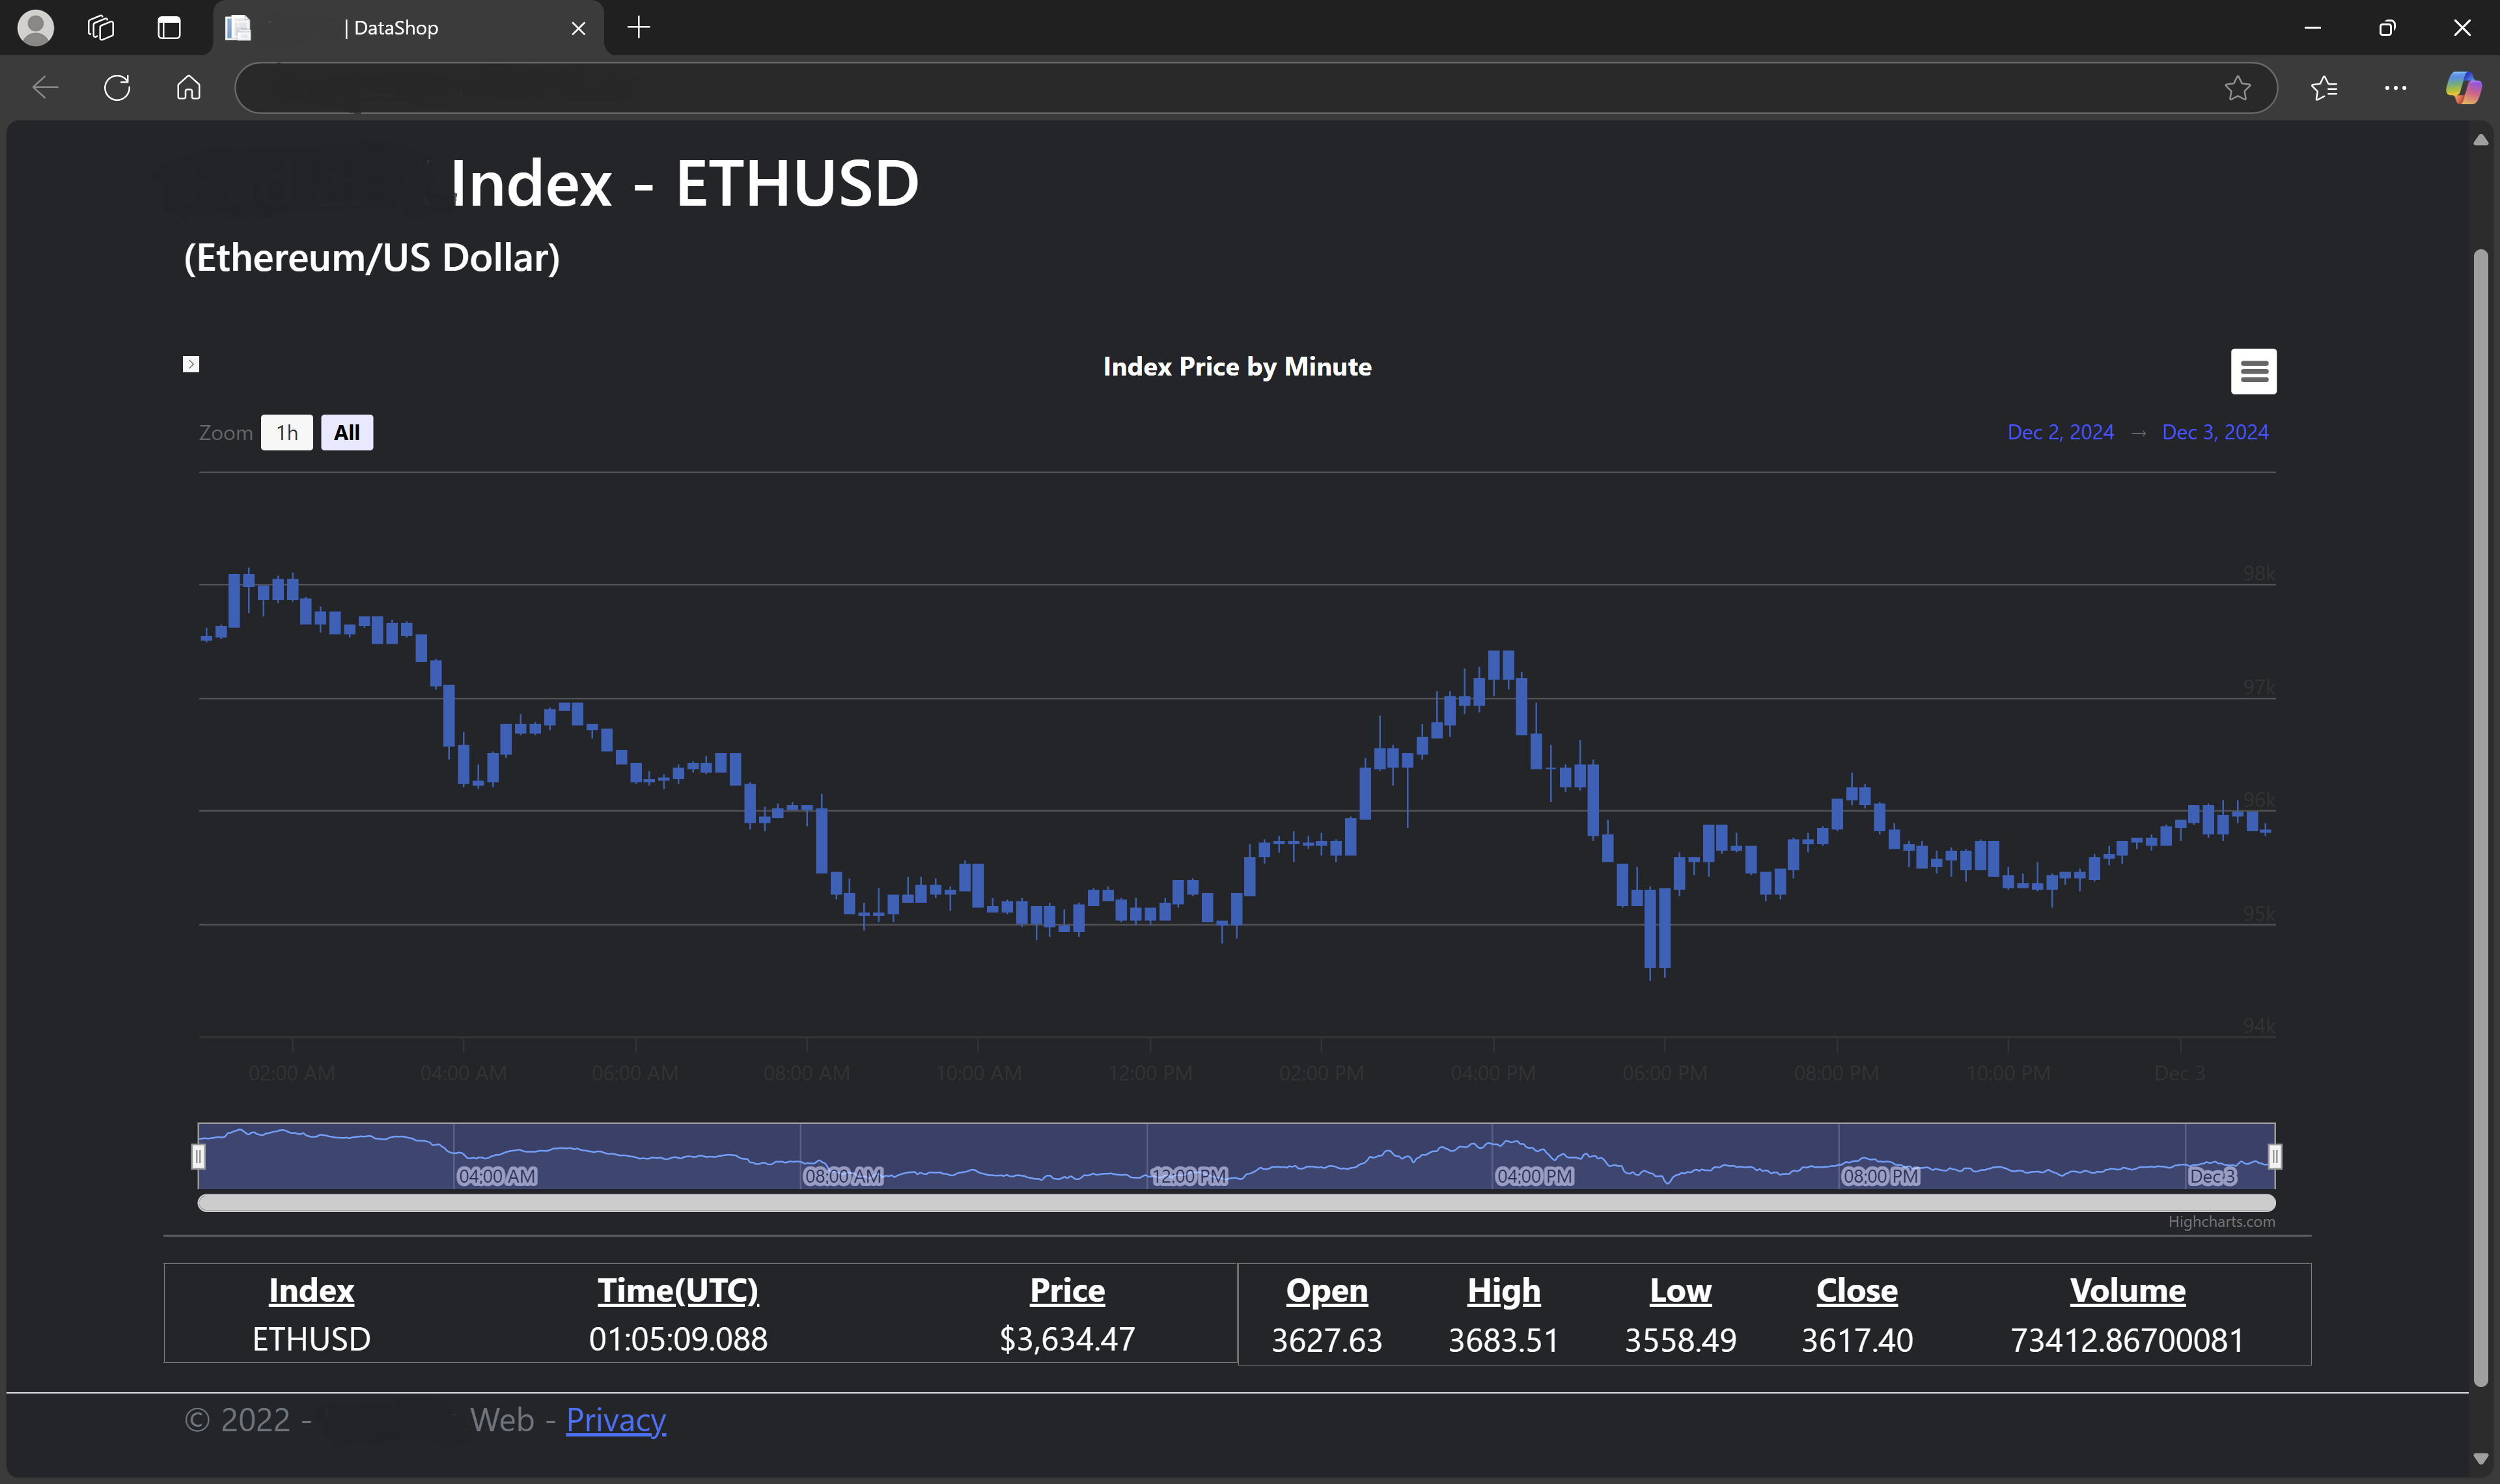 | DataShop
Index - ETHUSD
(Ethereum/US Dollar)
Index Price by Minute
Zoom 1h All
Dec 2, 2024 → Dec 3, 2024
98k
97k
96k
95k
94k
02:00 AM 04:00 AM 06:00 AM 08:00 AM 10:00 AM 12:00 PM 02:00 PM 04:00 PM 06:00 PM 08:00 PM 10:00 PM Dec 3
04:00 AM 08:00 AM 12:00 PM 04:00 PM 08:00 PM Dec 3
Highcharts.com
Index Time(UTC) Price Open High Low Close Volume
ETHUSD 01:05:09.088 $3,634.47 3627.63 3683.51 3558.49 3617.40 73412.86700081
© 2022 - Web - Privacy